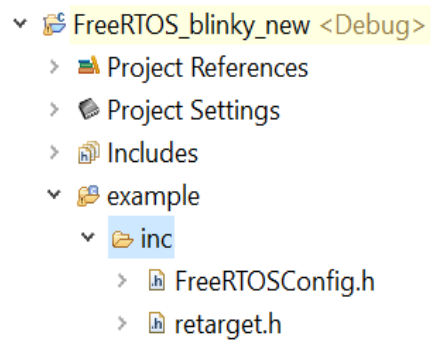 FreeRTOS_blinky_new <Debug>
Project References
Project Settings
Includes
example
inc
FreeRTOSConfig.h
retarget.h